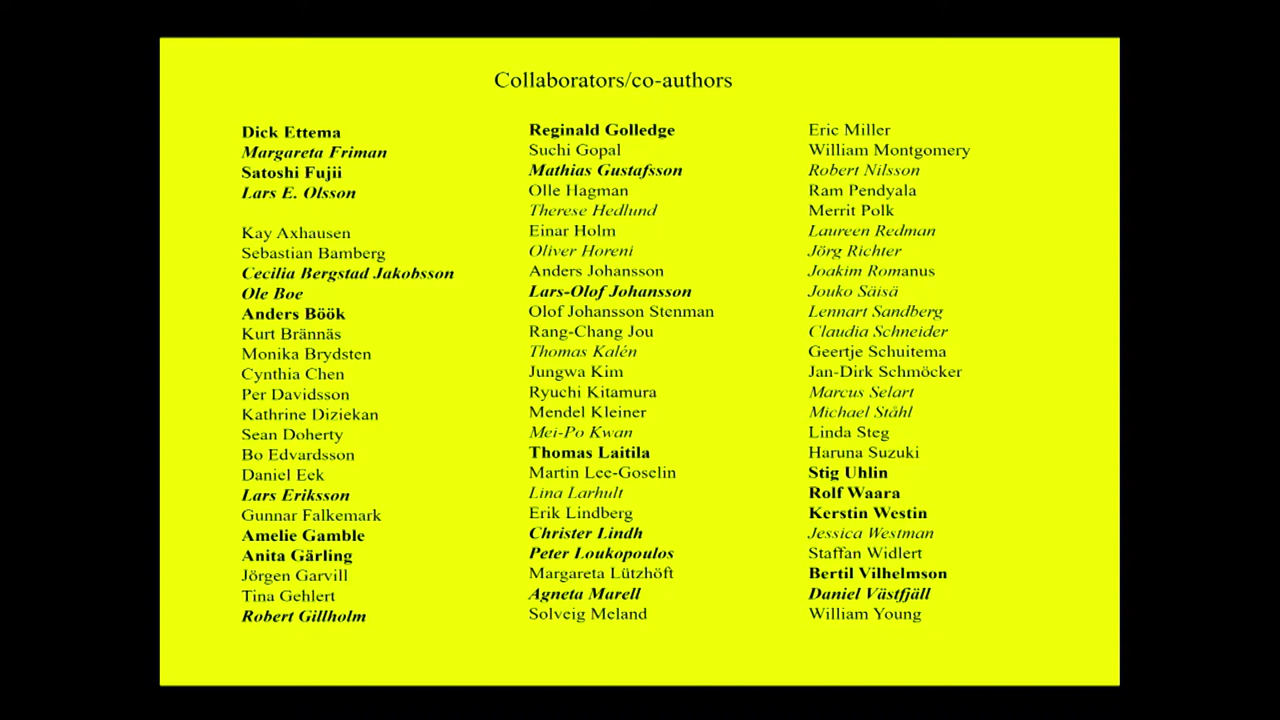 Collaborators/co-authors
Dick Ettema
Margareta Friman
Satoshi Fujii
Lars E. Olsson
Kay Axhausen
Sebastian Bamberg
Cecilia Bergstad Jakobsson
Ole Boe
Anders Böök
Kurt Brännäs
Monika Brydsten
Cynthia Chen
Per Davidsson
Kathrine Diziekan
Sean Doherty
Bo Edvardsson
Daniel Eek
Lars Eriksson
Gunnar Falkemark
Amelie Gamble
Anita Gärling
Jörgen Garvill
Tina Gehlert
Robert Gillholm
Reginald Golledge
Suchi Gopal
Mathias Gustafsson
Olle Hagman
Therese Hedlund
Einar Holm
Oliver Horeni
Anders Johansson
Lars-Olof Johansson
Olof Johansson Stenman
Rang-Chang Jou
Thomas Kalén
Jungwa Kim
Ryuchi Kitamura
Mendel Kleiner
Mei-Po Kwan
Thomas Laitila
Martin Lee-Goselin
Lina Larhult
Erik Lindberg
Christer Lindh
Peter Loukopoulos
Margareta Lützhöft
Agneta Marell
Solveig Meland
Eric Miller
William Montgomery
Robert Nilsson
Ram Pendyala
Merrit Polk
Laureen Redman
Jörg Richter
Joakim Romanus
Jouko Säisä
Lennart Sandberg
Claudia Schneider
Geertje Schuitema
Jan-Dirk Schmöcker
Marcus Selart
Michael Ståhl
Linda Steg
Haruna Suzuki
Stig Uhlin
Rolf Waara
Kerstin Westin
Jessica Westman
Staffan Widlert
Bertil Vilhelmson
Daniel Västfjäll
William Young